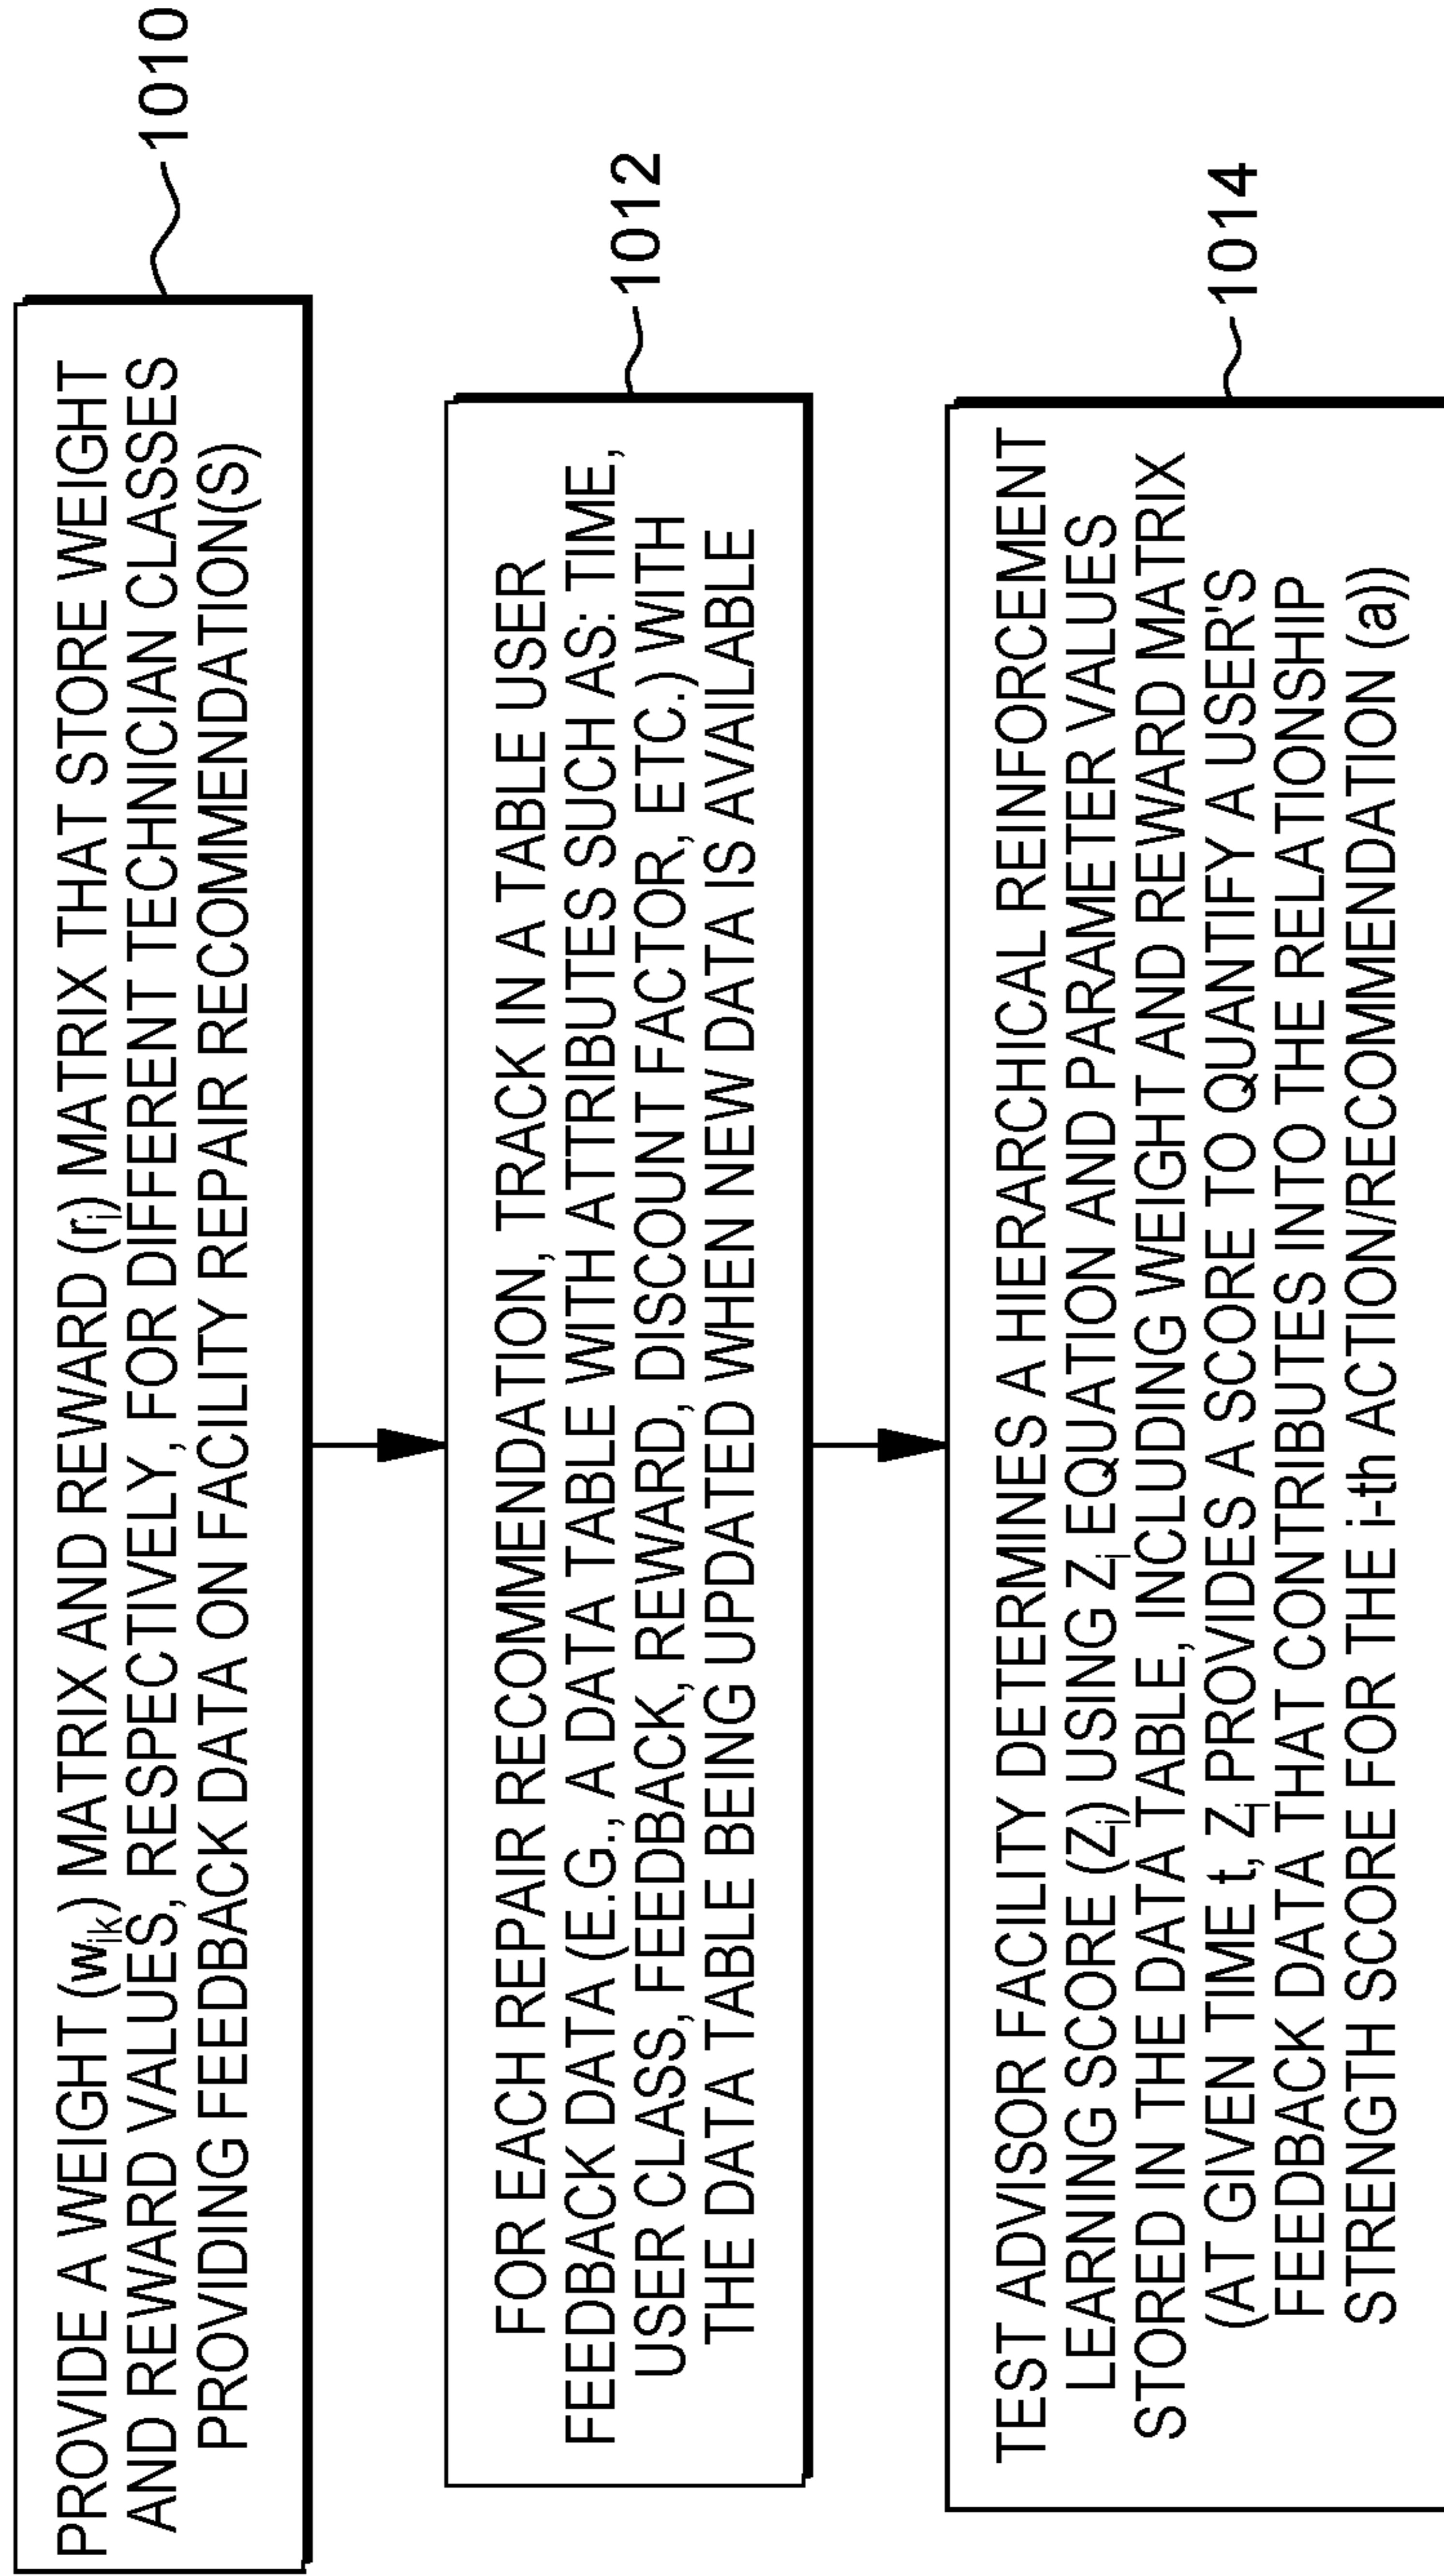 PROVIDE A WEIGHT (wik) MATRIX AND REWARD (ri) MATRIX THAT STORE WEIGHT
AND REWARD VALUES, RESPECTIVELY, FOR DIFFERENT TECHNICIAN CLASSES
PROVIDING FEEDBACK DATA ON FACILITY REPAIR RECOMMENDATION(S)
1010
FOR EACH REPAIR RECOMMENDATION, TRACK IN A TABLE USER
FEEDBACK DATA (E.G., A DATA TABLE WITH ATTRIBUTES SUCH AS: TIME,
USER CLASS, FEEDBACK, REWARD, DISCOUNT FACTOR, ETC.) WITH
THE DATA TABLE BEING UPDATED WHEN NEW DATA IS AVAILABLE
1012
TEST ADVISOR FACILITY DETERMINES A HIERARCHICAL REINFORCEMENT
LEARNING SCORE (Zi) USING Zi EQUATION AND PARAMETER VALUES
STORED IN THE DATA TABLE, INCLUDING WEIGHT AND REWARD MATRIX
(AT GIVEN TIME t, Zi PROVIDES A SCORE TO QUANTIFY A USER'S
FEEDBACK DATA THAT CONTRIBUTES INTO THE RELATIONSHIP
STRENGTH SCORE FOR THE i-th ACTION/RECOMMENDATION (a))
1014